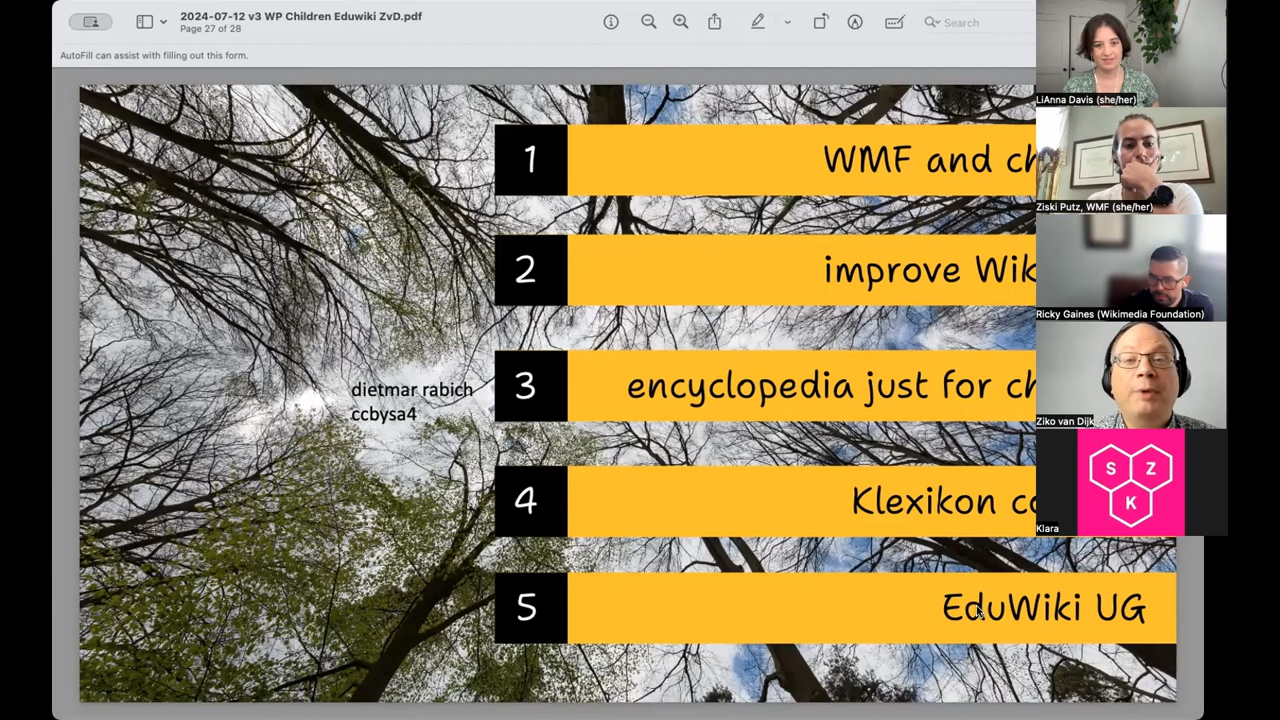 2024-07-12 v3 WP Children Eduwiki ZvD.pdf
Page 27 of 28
Search
AutoFill can assist with filling out this form.
1
WMF and ch
2
improve Wik
3
encyclopedia just for ch
4
Klexikon co
5
EduWiki UG
dietmar rabich
ccbysa4
LiAnna Davis (she/her)
Ziski Putz, WMF (she/her)
Ricky Gaines (Wikimedia Foundation)
Ziko van Dijk
S Z
K
Klara